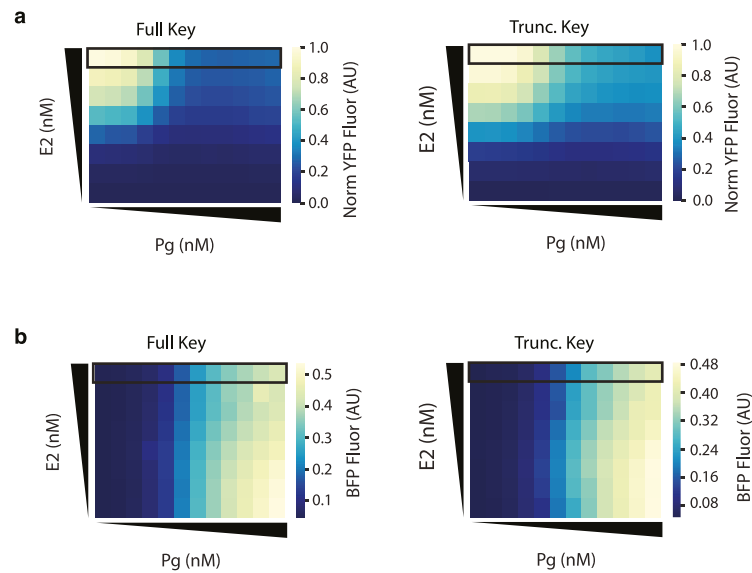 a
Full Key
E2 (nM)
1.0
0.8
0.6
0.4
0.2
0.0
Norm YFP Fluor (AU)
Pg (nM)
Trunc. Key
E2 (nM)
1.0
0.8
0.6
0.4
0.2
0.0
Norm YFP Fluor (AU)
Pg (nM)
b
Full Key
E2 (nM)
0.5
0.4
0.3
0.2
0.1
BFP Fluor (AU)
Pg (nM)
Trunc. Key
E2 (nM)
0.48
0.40
0.32
0.24
0.16
0.08
BFP Fluor (AU)
Pg (nM)